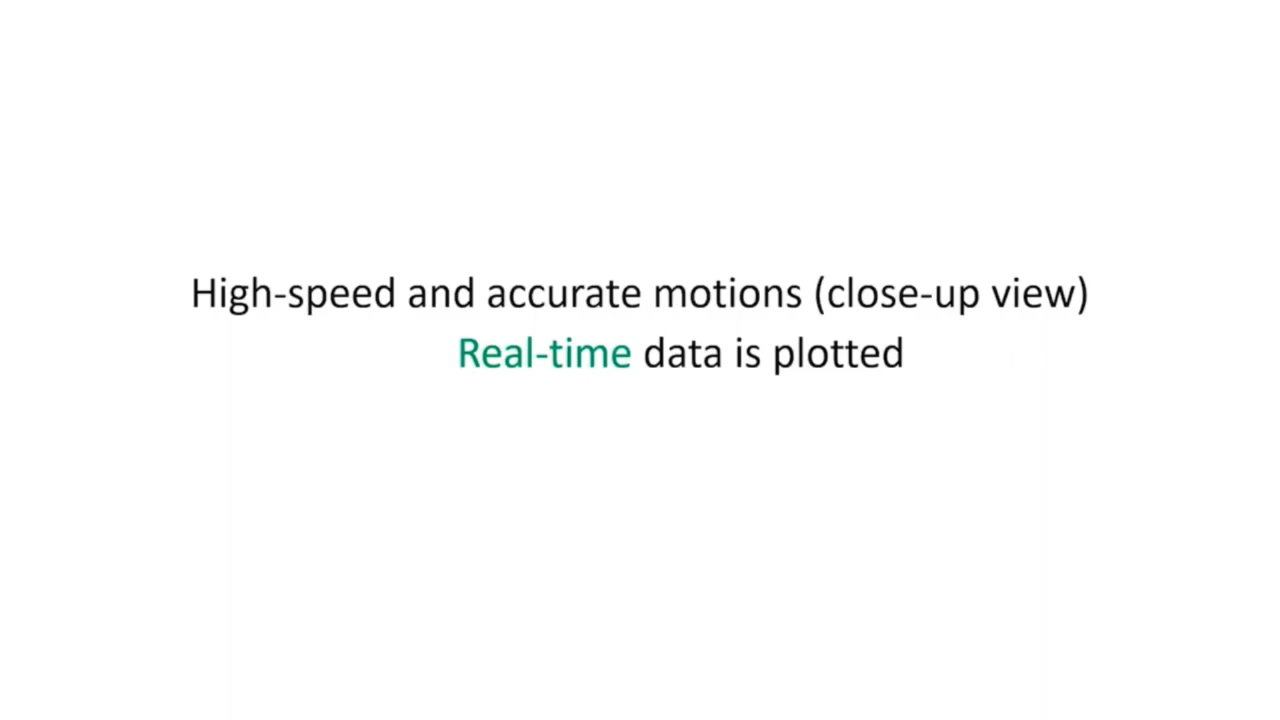 High-speed and accurate motions (close-up view)
Real-time data is plotted